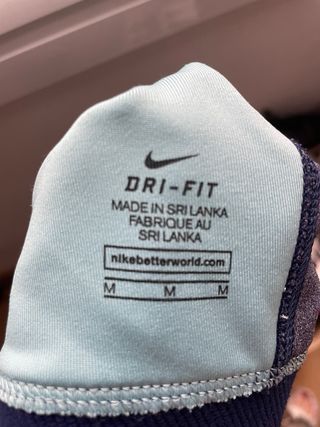 DRI-FIT
MADE IN SRI LANKA
FABRIQUE AU
SRI LANKA
nikebetterworld.com
M M M